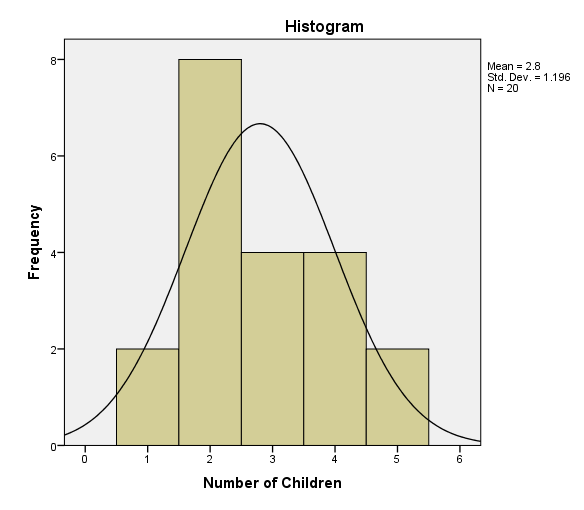 Histogram
Mean = 2.8
Std. Dev. = 1.196
N = 20
8
6
4
2
0
Frequency
0 1 2 3 4 5 6
Number of Children